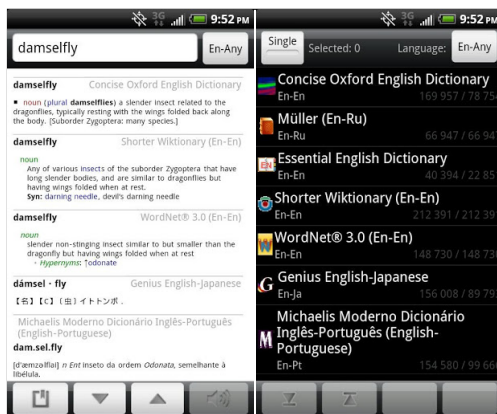 3G 9:52 PM
damselfly
En-Any
damselfly Concise Oxford English Dictionary
■ noun (plural damselflies) a slender insect related to the
dragonflies, typically resting with the wings folded back along
the body. [Suborder Zygoptera: many species.]
damselfly Shorter Wiktionary (En-En)
noun
Any of various insects of the suborder Zygoptera that have
long slender bodies, and are similar to dragonflies but
having wings folded when at rest.
Syn: darning needle, devil's darning needle
damselfly WordNet® 3.0 (En-En)
noun
slender non-stinging insect similar to but smaller than the
dragonfly but having wings folded when at rest
- Hypernyms: ↑odonate
dámsel・fly Genius English-Japanese
【名】【C】(虫) イトトンボ.
Michaelis Moderno Dicionário Inglês-Português
(English-Portuguese)
dam.sel.fly
n Ent inseto da ordem Odonata, semelhante à
libélula.
3G 9:52 PM
Single
Selected: 0
Language:
En-Any
Concise Oxford English Dictionary
En-En 169 957 / 78 754
Müller (En-Ru)
En-Ru 66 947 / 66 947
Essential English Dictionary
En-En 40 394 / 22 85
Shorter Wiktionary (En-En)
En-En 212 391 / 212 391
WordNet® 3.0 (En-En)
En-En 148 730 / 148 730
Genius English-Japanese
En-Ja 156 008 / 89 79
Michaelis Moderno Dicionário
Inglês-Português (English-
Portuguese)
En-Pt 154 580 / 99 66